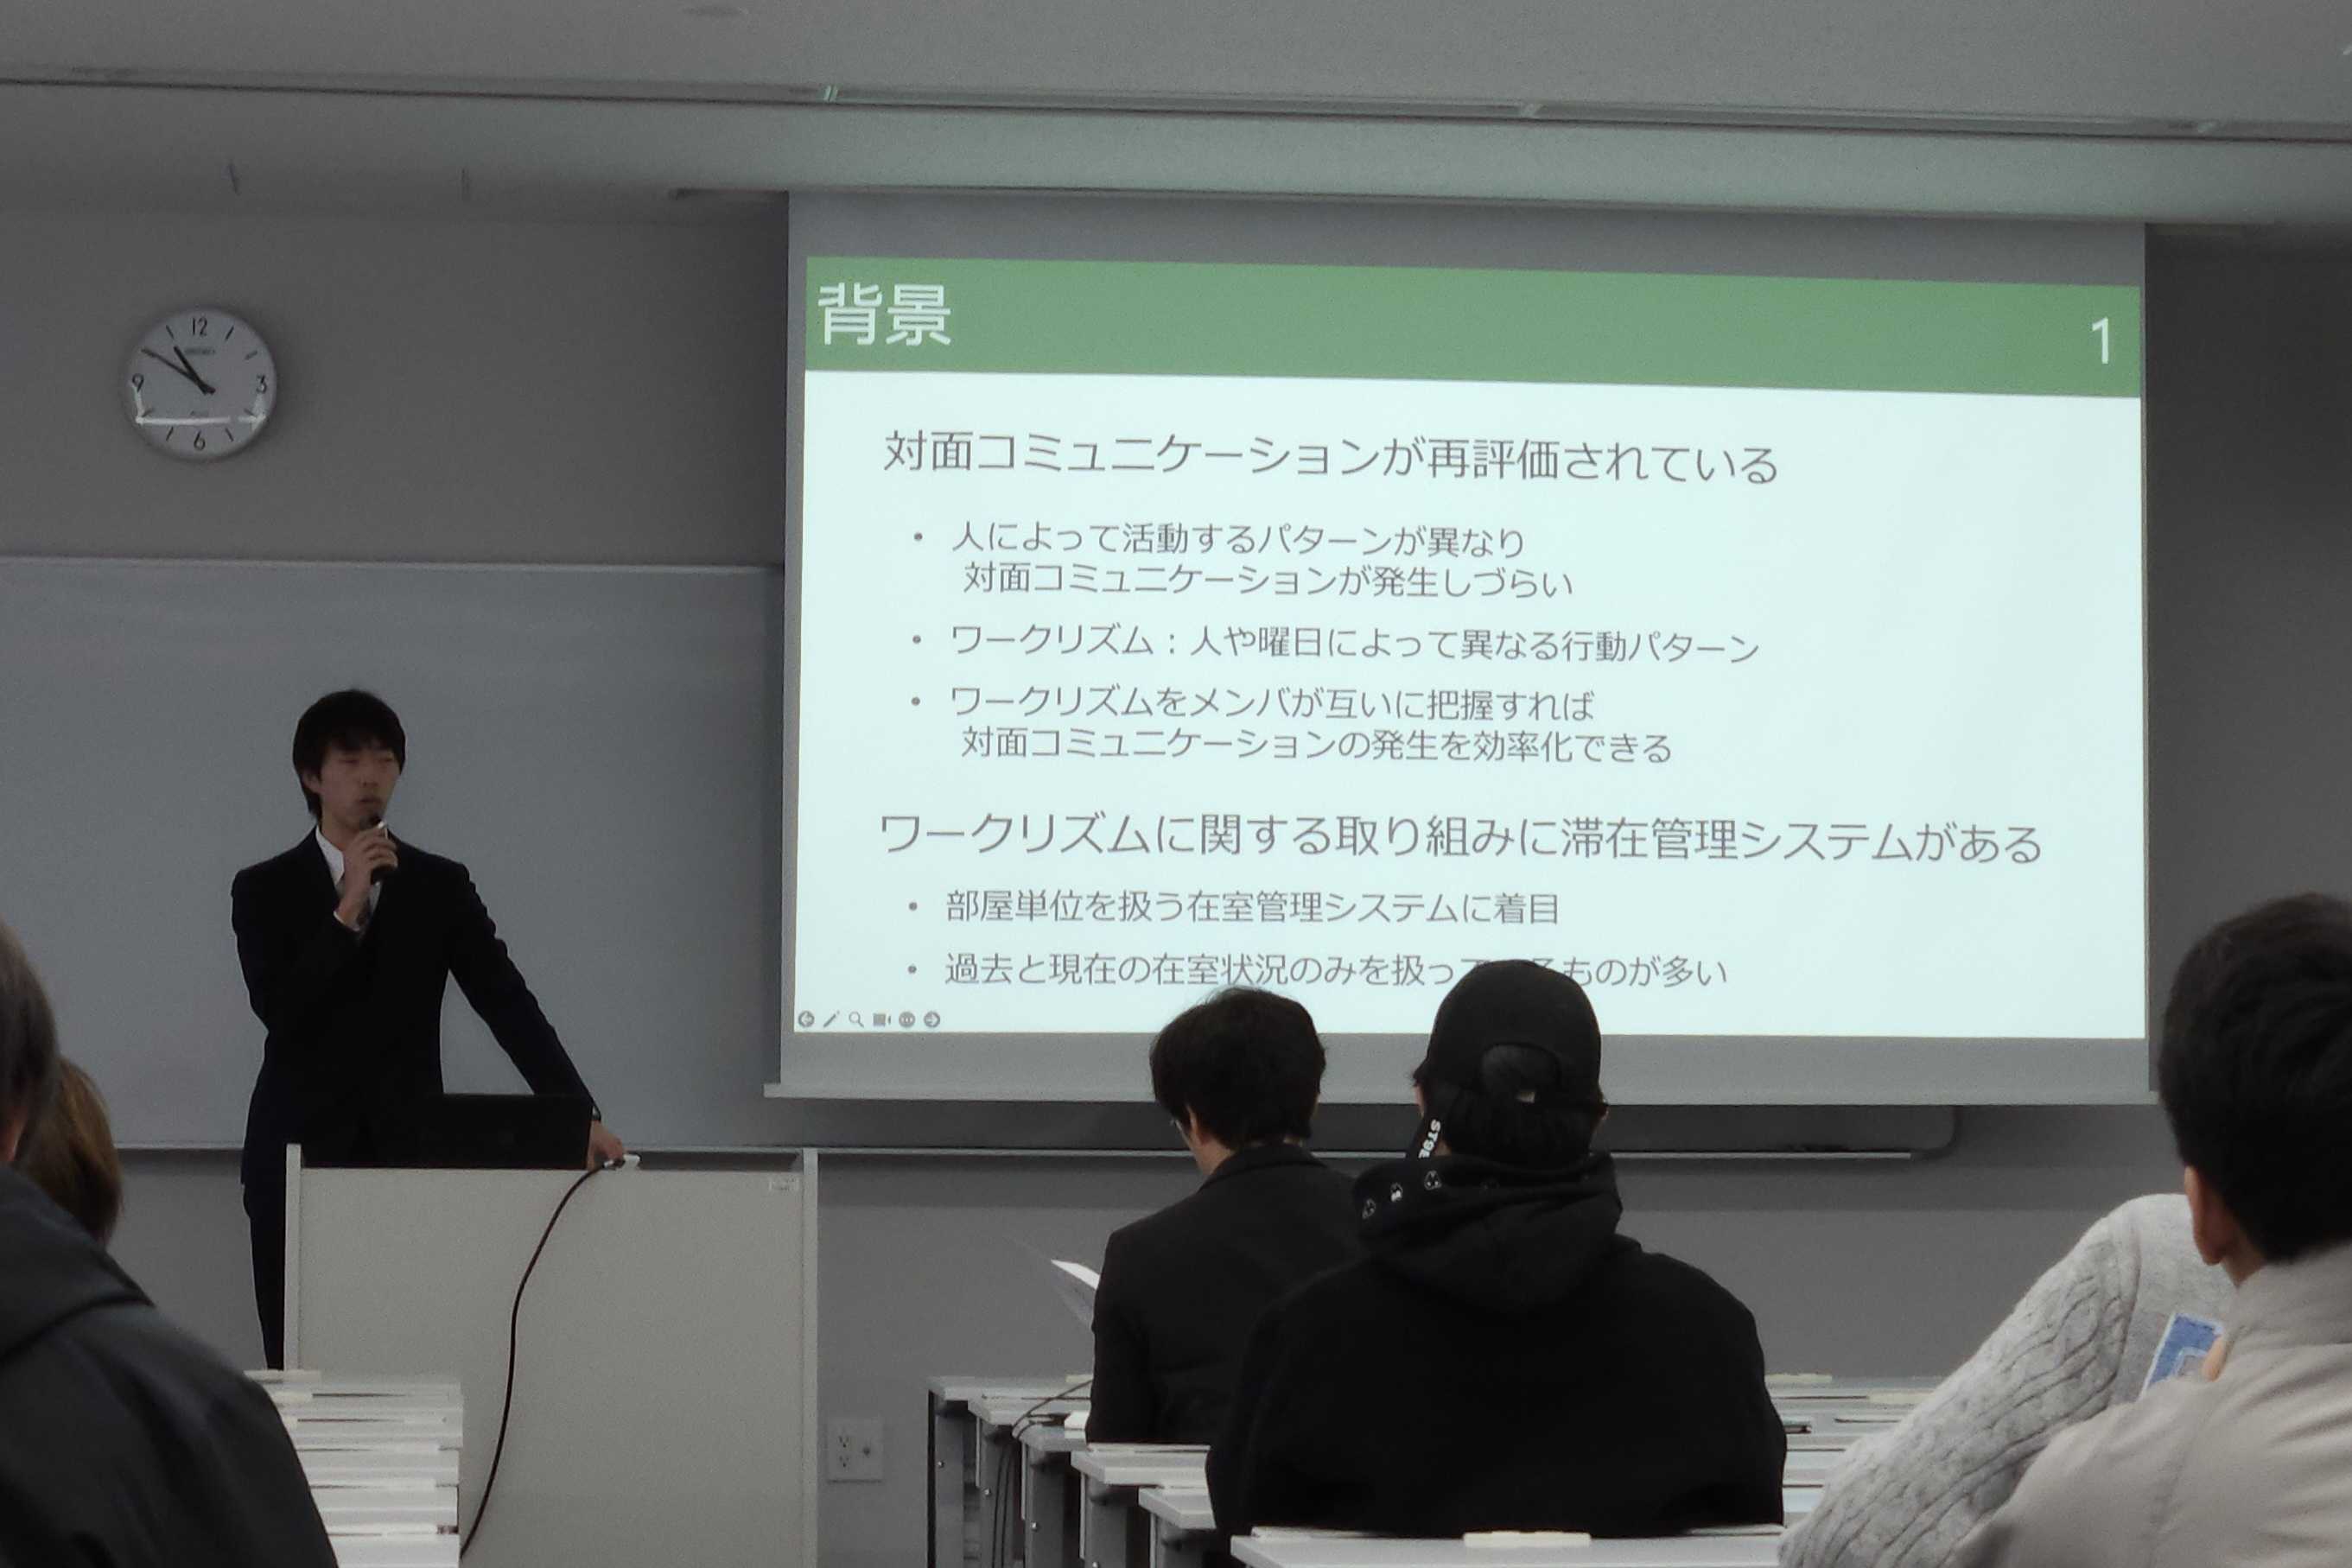 背景
1
対面コミュニケーションが再評価されている
• 人によって活動するパターンが異なり
対面コミュニケーションが発生しづらい
• ワークリズム：人や曜日によって異なる行動パターン
• ワークリズムをメンバが互いに把握すれば
対面コミュニケーションの発生を効率化できる
ワークリズムに関する取り組みに滞在管理システムがある
• 部屋単位を扱う在室管理システムに着目
• 過去と現在の在室状況のみを扱っ
ものが多い
12
3
6
9